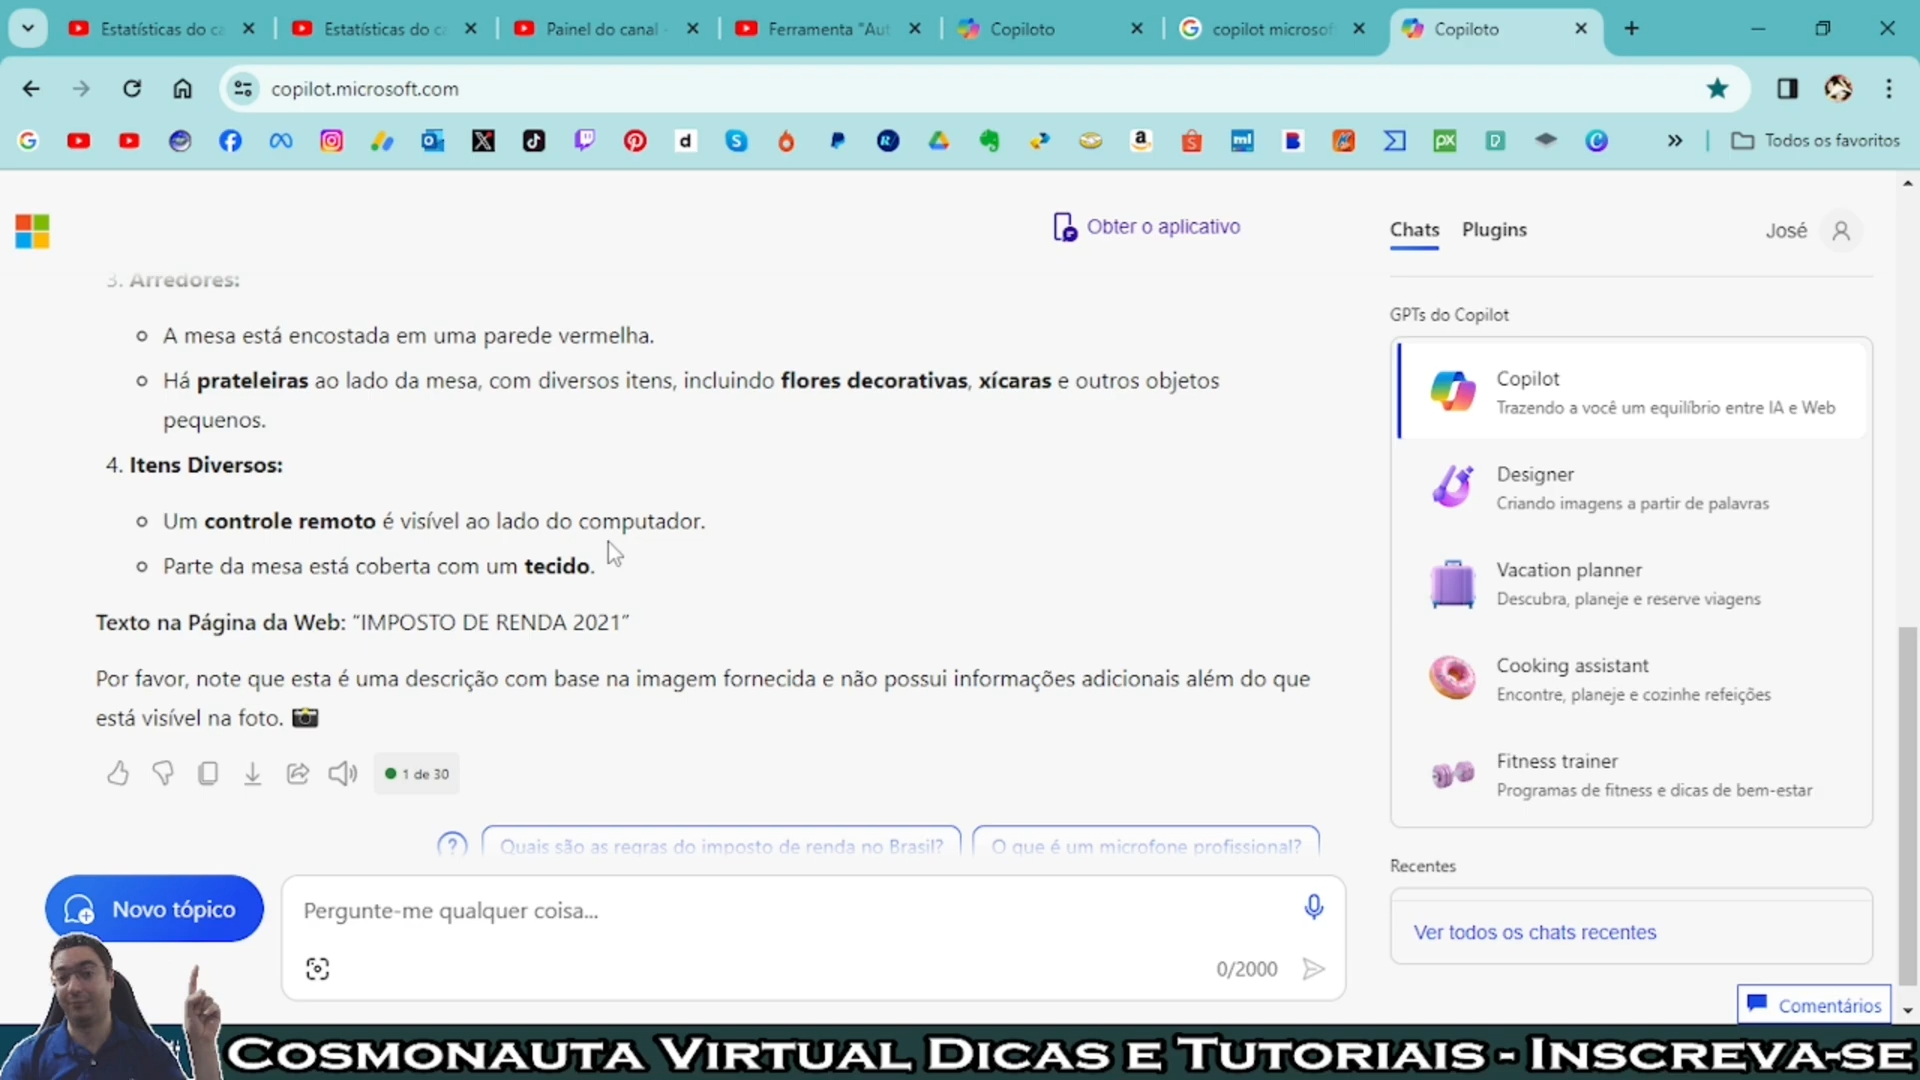 Estatísticas do ca
Estatísticas do ca
Painel do canal -
Ferramenta "Aut
Copiloto
copilot microsof
Copiloto
copilot.microsoft.com
Todos os favoritos
Obter o aplicativo
Chats Plugins
José
3. Arredores:
A mesa está encostada em uma parede vermelha.
Há prateleiras ao lado da mesa, com diversos itens, incluindo flores decorativas, xícaras e outros objetos
pequenos.
4. Itens Diversos:
Um controle remoto é visível ao lado do computador.
Parte da mesa está coberta com um tecido.
Texto na Página da Web: “IMPOSTO DE RENDA 2021”
Por favor, note que esta é uma descrição com base na imagem fornecida e não possui informações adicionais além do que
está visível na foto.
1 de 30
Quais são as regras do imposto de renda no Brasil?
O que é um microfone profissional?
Novo tópico
Pergunte-me qualquer coisa...
0/2000
GPTs do Copilot
Copilot
Trazendo a você um equilíbrio entre IA e Web
Designer
Criando imagens a partir de palavras
Vacation planner
Descubra, planeje e reserve viagens
Cooking assistant
Encontre, planeje e cozinhe refeições
Fitness trainer
Programas de fitness e dicas de bem-estar
Recentes
Ver todos os chats recentes
Comentários
Cosmonauta Virtual Dicas e Tutoriais - Inscreva-se